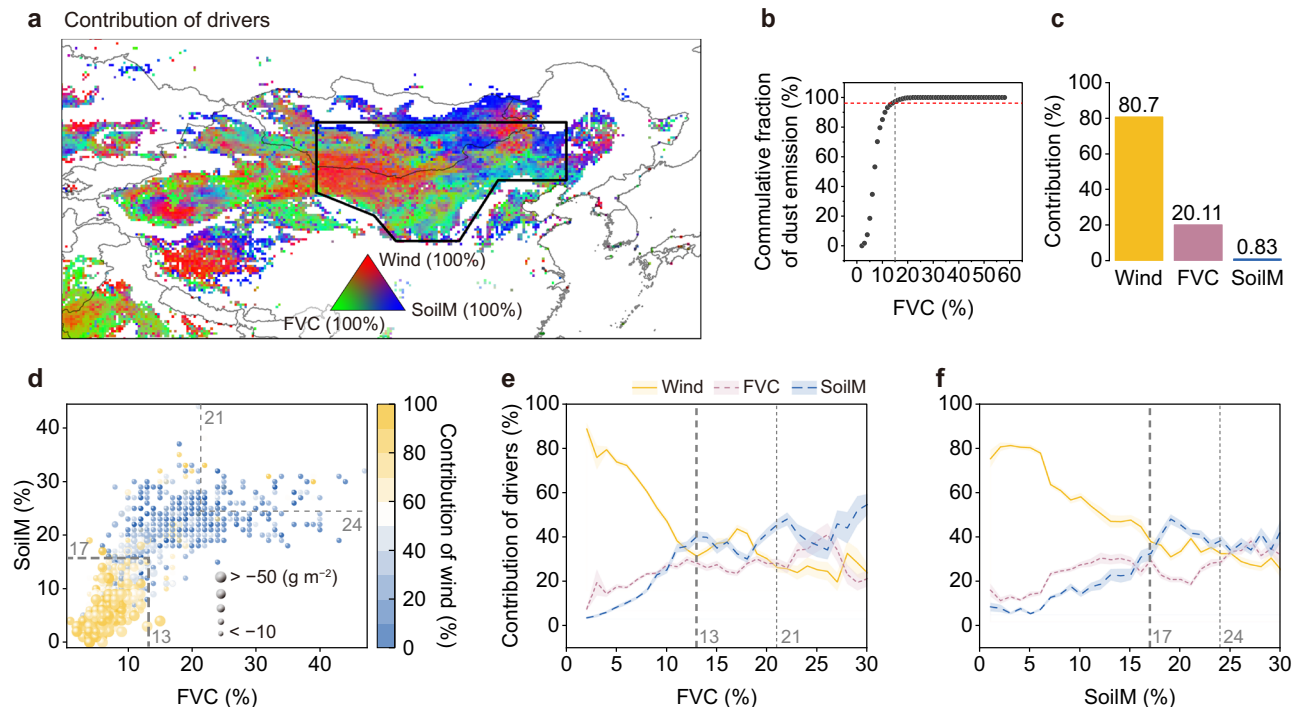 a Contribution of drivers
Wind (100%)
FVC (100%)
SoilM (100%)
b
Commulative fraction
of dust emission (%)
100
80
60
40
20
0
0 10 20 30 40 50 60
FVC (%)
c
Contribution (%)
100
80
60
40
20
0
80.7
20.11
0.83
Wind FVC SoilM
d
SoilM (%)
40
30
20
10
0
10 20 30 40
FVC (%)
21
24
17
13
> −50 (g m⁻²)
< −10
100
80
60
40
20
0
Contribution of wind (%)
Wind FVC SoilM
e
Contribution of drivers (%)
100
80
60
40
20
0
13
21
0 5 10 15 20 25 30
FVC (%)
f
100
80
60
40
20
0
17
24
0 5 10 15 20 25 30
SoilM (%)